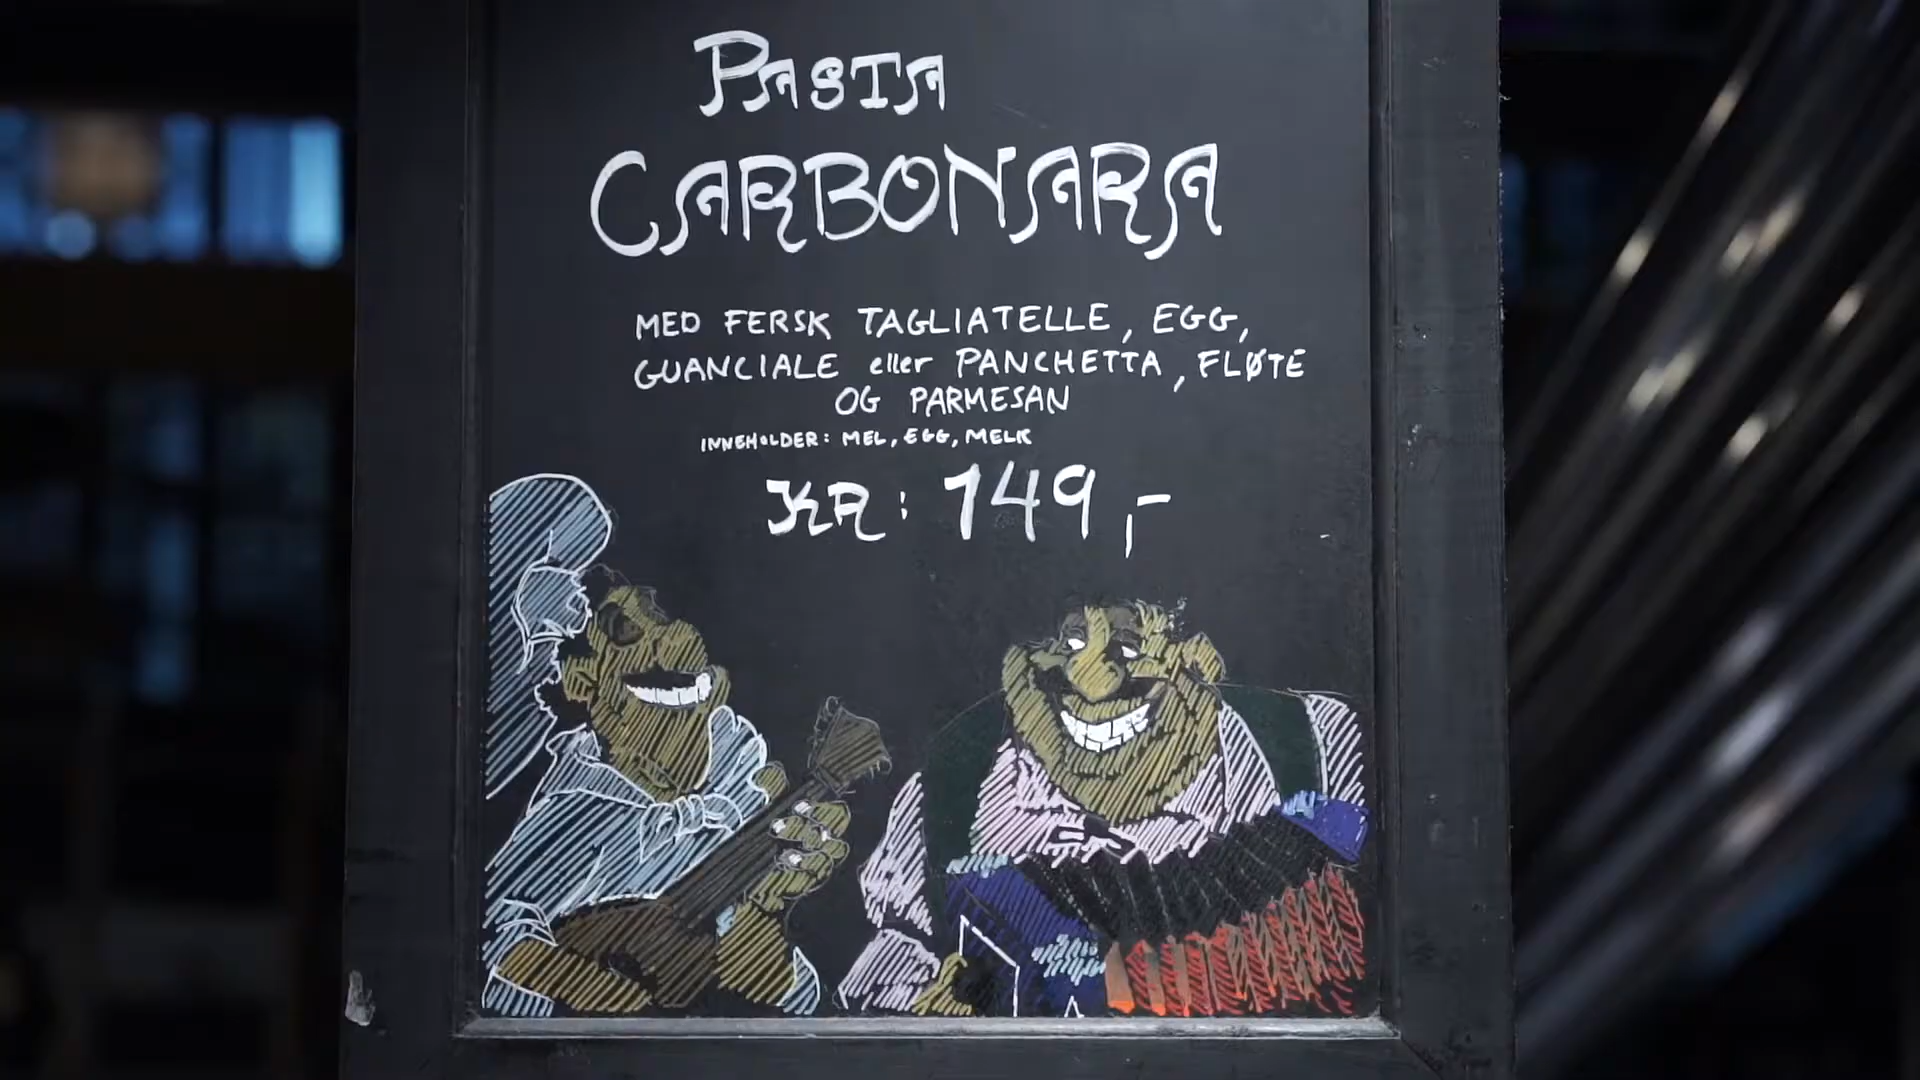 PASTA
CARBONARA
MED FERSK TAGLIATELLE, EGG,
GUANCIALE eller PANCHETTA, FLØTE
OG PARMESAN
INNEHOLDER: MEL, EGG, MELK
KR: 149,-